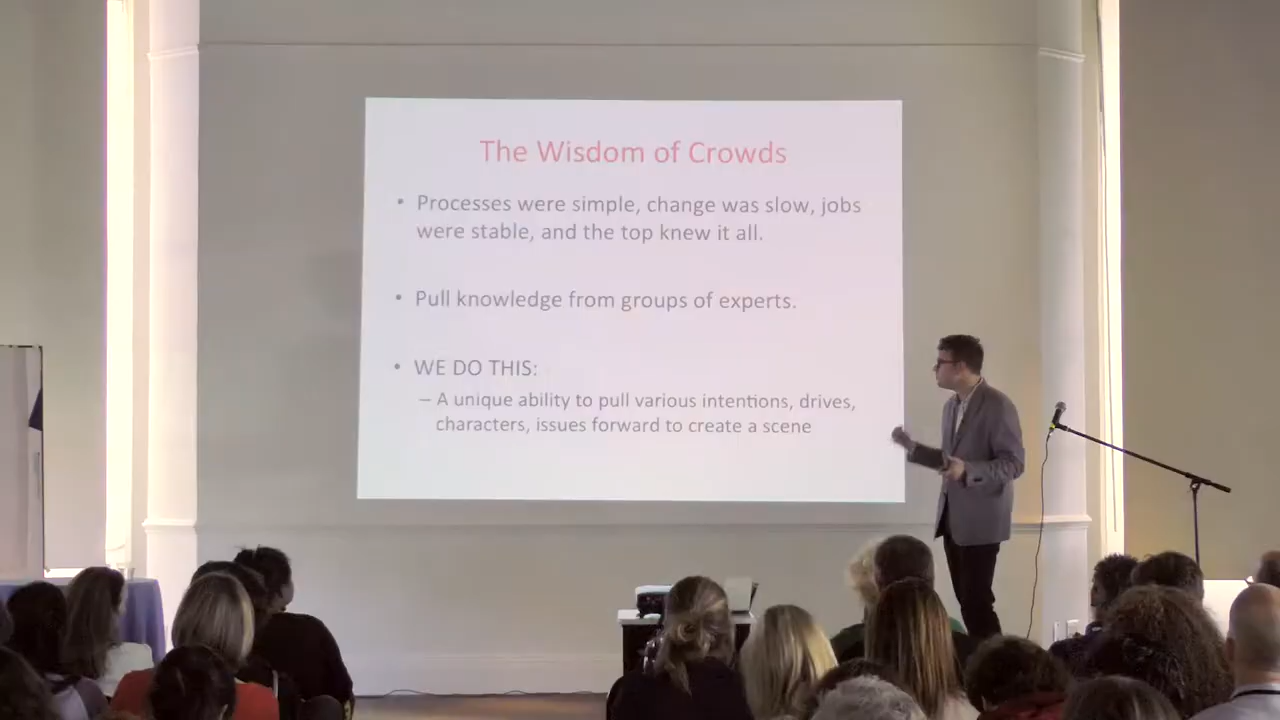 The Wisdom of Crowds
• Processes were simple, change was slow, jobs
were stable, and the top knew it all.
• Pull knowledge from groups of experts.
• WE DO THIS:
– A unique ability to pull various intentions, drives,
characters, issues forward to create a scene